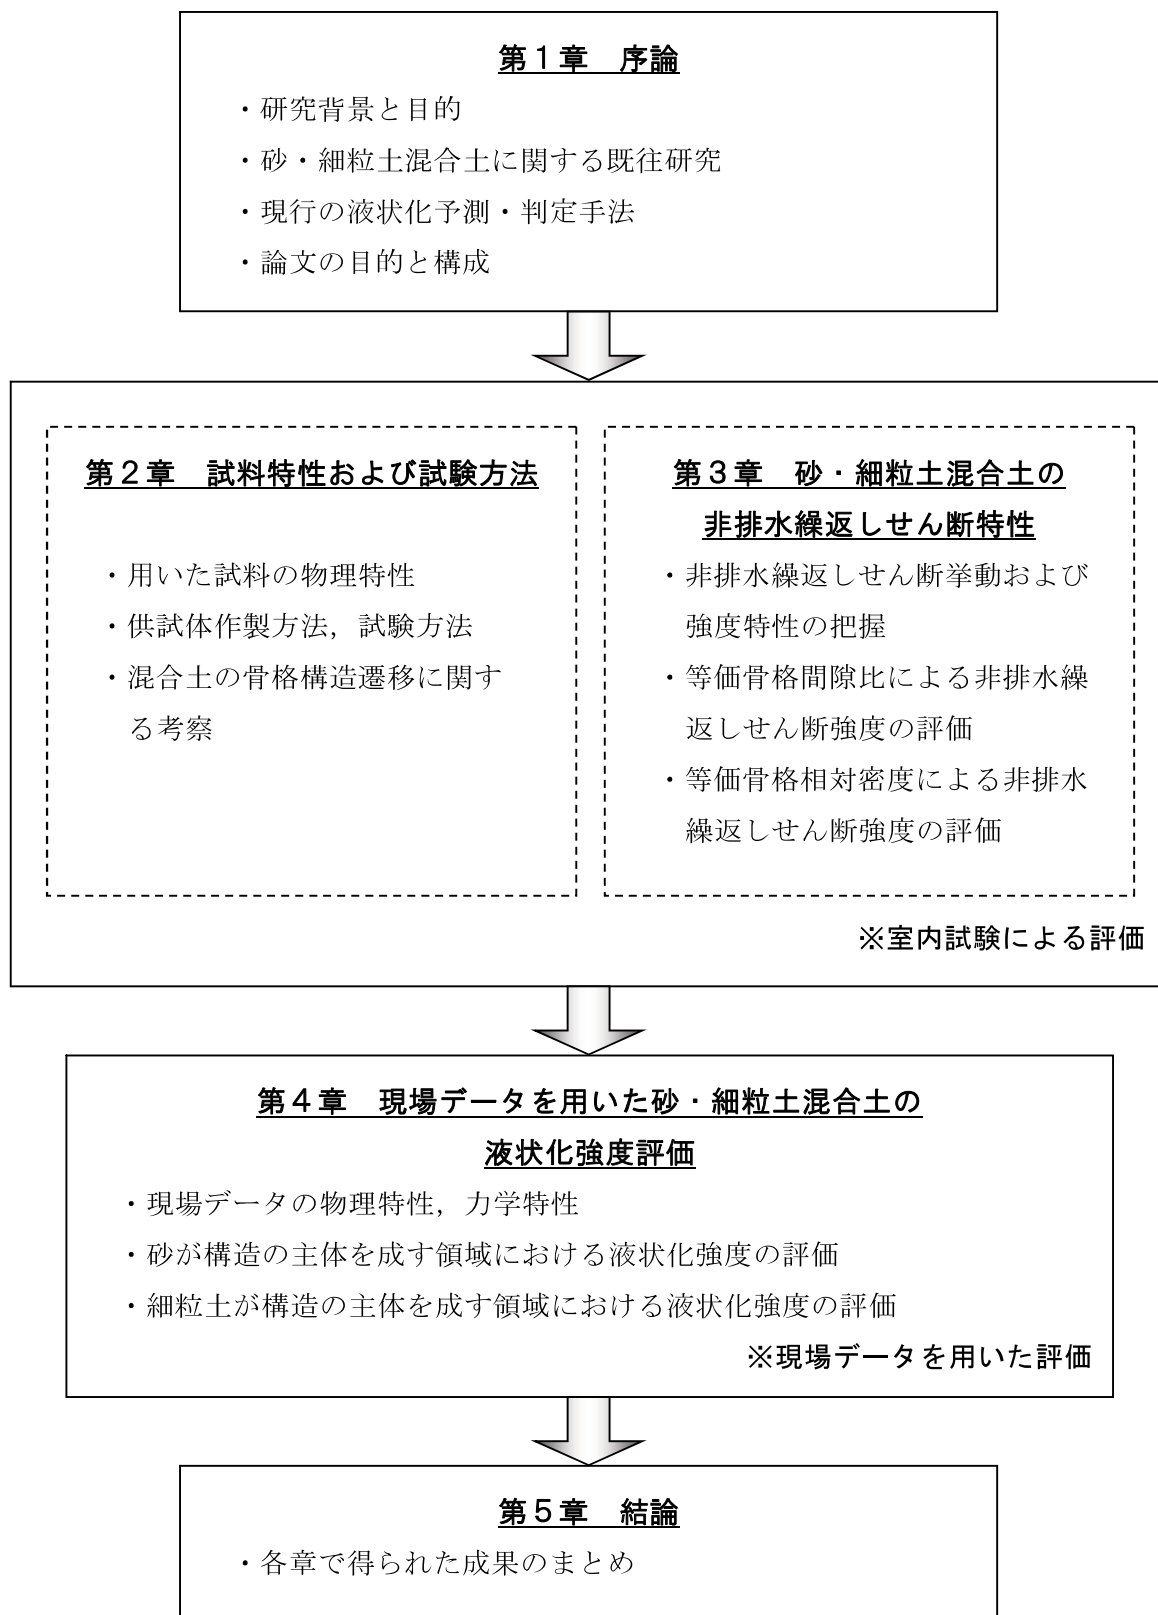 第１章　序論
・研究背景と目的
・砂・細粒土混合土に関する既往研究
・現行の液状化予測・判定手法
・論文の目的と構成
第２章　試料特性および試験方法
・用いた試料の物理特性
・供試体作製方法，試験方法
・混合土の骨格構造遷移に関す
る考察
第３章　砂・細粒土混合土の
非排水繰返しせん断特性
・非排水繰返しせん断挙動および
強度特性の把握
・等価骨格間隙比による非排水繰
返しせん断強度の評価
・等価骨格相対密度による非排水
繰返しせん断強度の評価
※室内試験による評価
第４章　現場データを用いた砂・細粒土混合土の
液状化強度評価
・現場データの物理特性，力学特性
・砂が構造の主体を成す領域における液状化強度の評価
・細粒土が構造の主体を成す領域における液状化強度の評価
※現場データを用いた評価
第５章　結論
・各章で得られた成果のまとめ